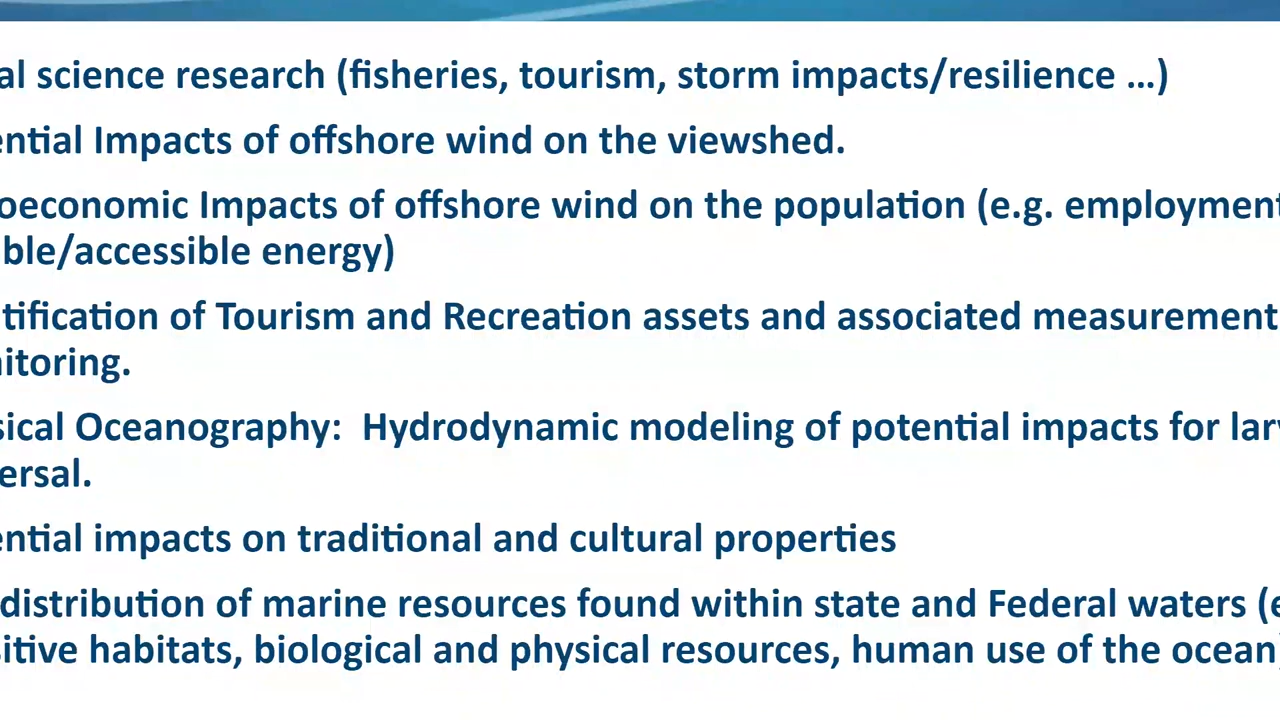 al science research (fisheries, tourism, storm impacts/resilience ...)
ential Impacts of offshore wind on the viewshed.
oeconomic Impacts of offshore wind on the population (e.g. employment
ble/accessible energy)
tification of Tourism and Recreation assets and associated measurement
itoring.
sical Oceanography:  Hydrodynamic modeling of potential impacts for larv
ersal.
ential impacts on traditional and cultural properties
distribution of marine resources found within state and Federal waters (e
sitive habitats, biological and physical resources, human use of the ocean)